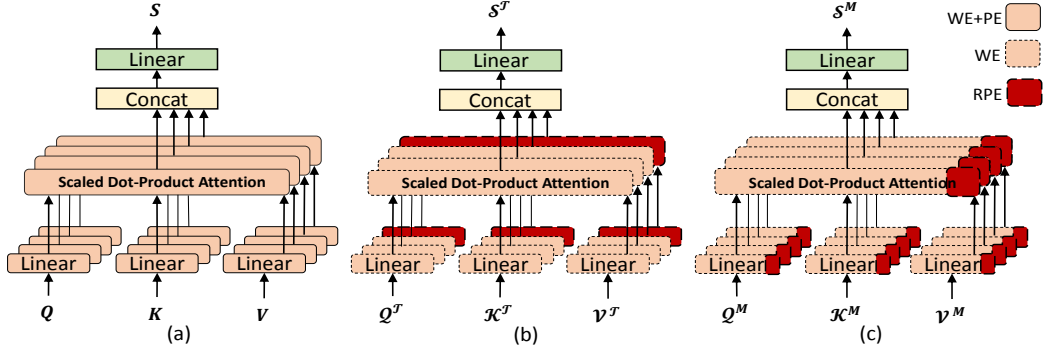 S
Linear
Concat
Scaled Dot-Product Attention
Linear Linear Linear
Q K V
(a)
𝒮^𝒯
Linear
Concat
Scaled Dot-Product Attention
Linear Linear Linear
𝒬^𝒯 𝒦^𝒯 𝒱^𝒯
(b)
𝒮^M
Linear
Concat
Scaled Dot-Product Attention
Linear Linear Linear
𝒬^M 𝒦^M 𝒱^M
(c)
WE+PE
WE
RPE